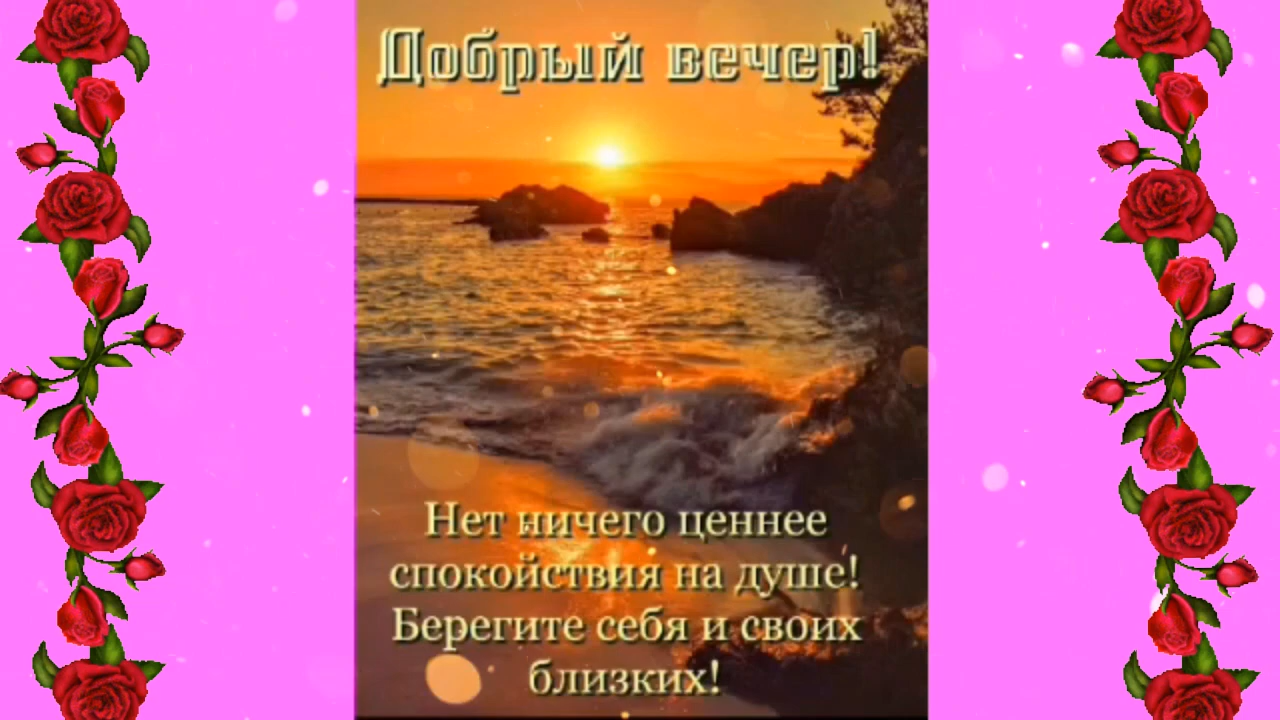 Добрый вечер!
Нет ничего ценнее
спокойствия на душе!
Берегите себя и своих
близких!